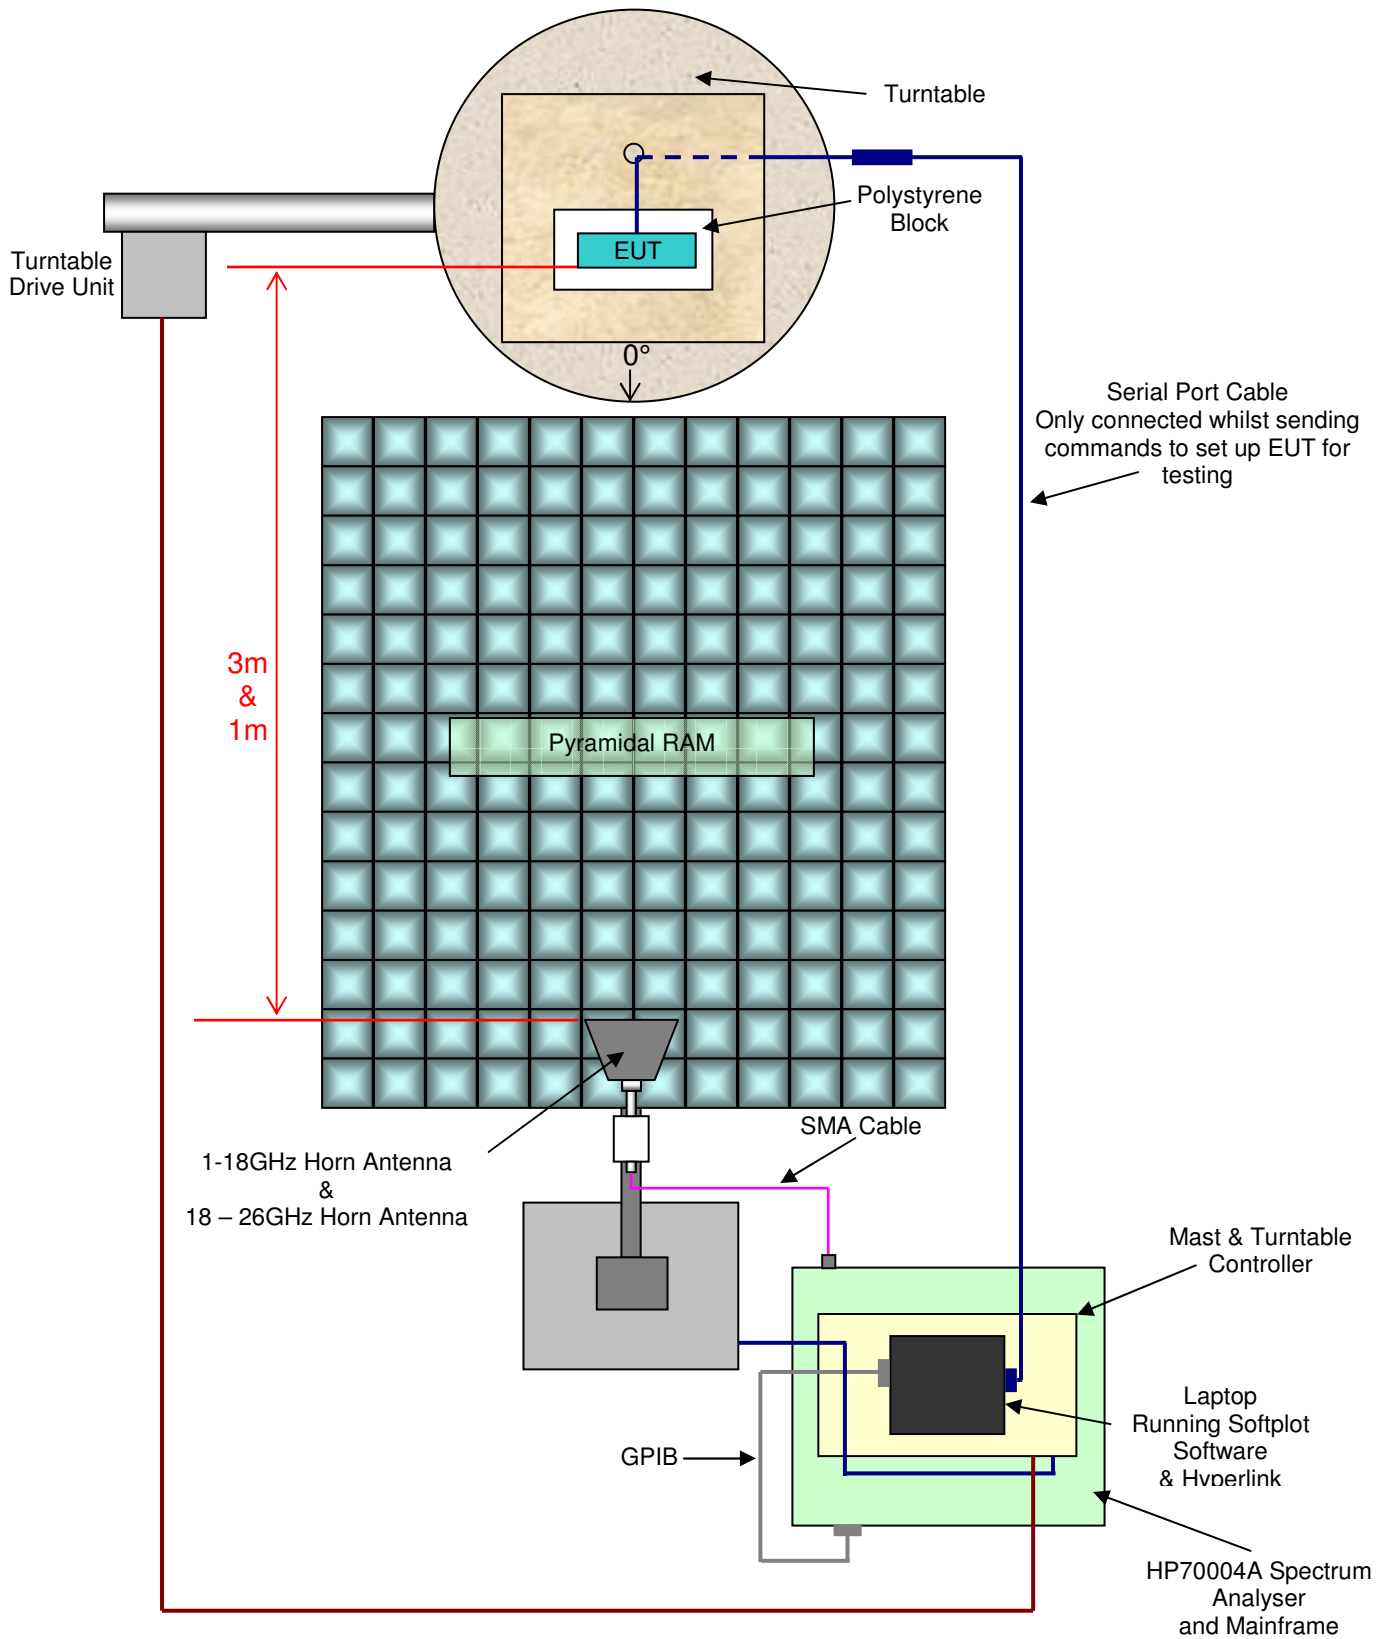 Turntable
Polystyrene
Block
EUT
Turntable
Drive Unit
0°
Serial Port Cable
Only connected whilst sending
commands to set up EUT for
testing
3m
&
1m
Pyramidal RAM
SMA Cable
1-18GHz Horn Antenna
&
18 – 26GHz Horn Antenna
Mast & Turntable
Controller
Laptop
Running Softplot
Software
& Hyperlink
GPIB
HP70004A Spectrum
Analyser
and Mainframe